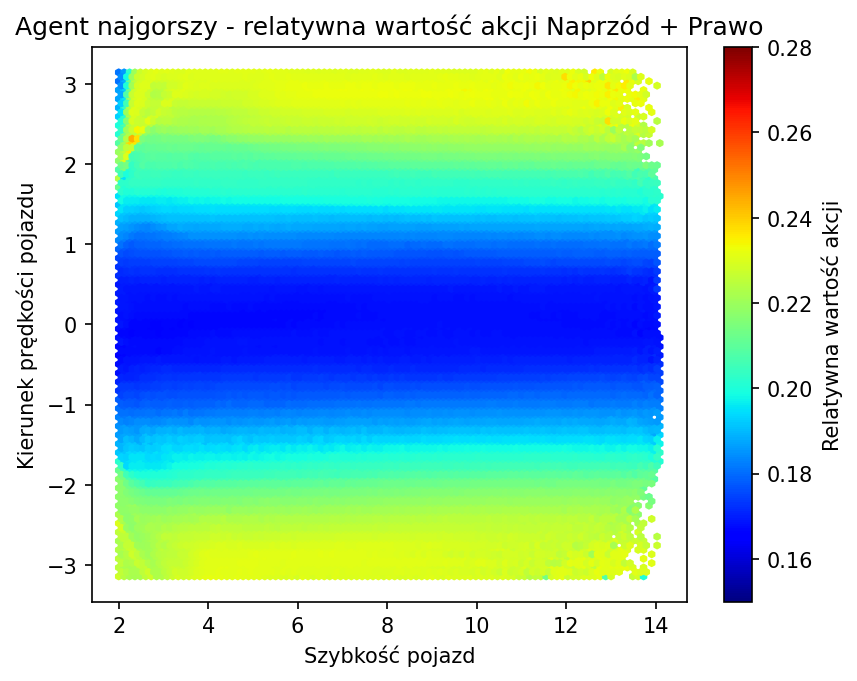 Agent najgorszy - relatywna wartość akcji Naprzód + Prawo
Kierunek prędkości pojazdu
3
2
1
0
−1
−2
−3
2 4 6 8 10 12 14
Szybkość pojazd
0.28
0.26
0.24
0.22
0.20
0.18
0.16
Relatywna wartość akcji